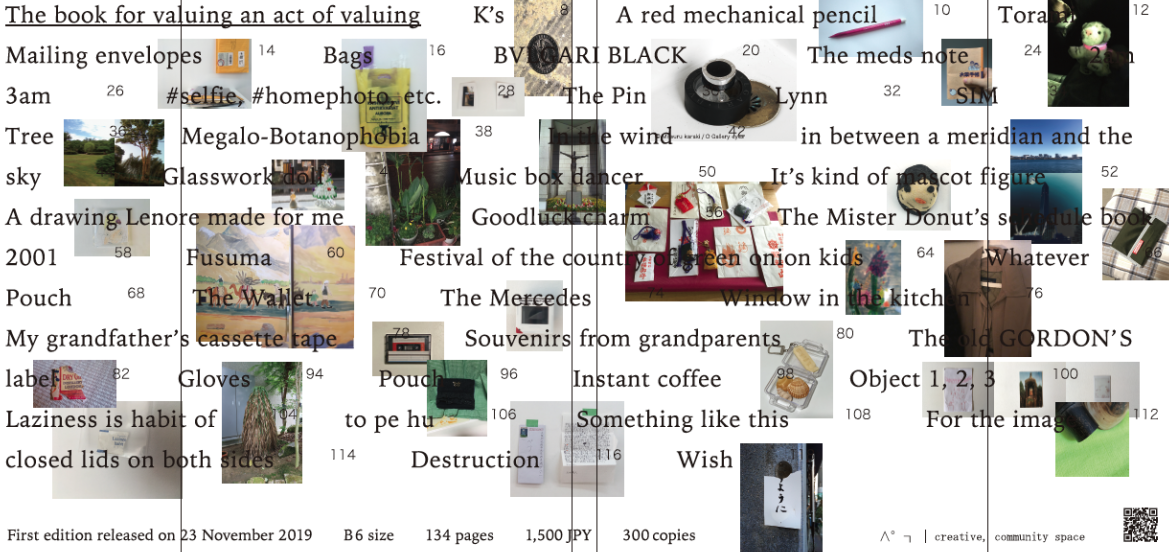 The book for valuing an act of valuing K's 8 A red mechanical pencil 10 Toram 12
Mailing envelopes 14 Bags 16 BVLGARI BLACK 20 The meds note 24 2am
3am 26 #selfie, #homephoto, etc. 28 The Pin 30 Lynn 32 SIM
Tree 36 Megalo-Botanophobia 38 In the wind 42 in between a meridian and the
sky Glasswork doll Music box dancer 50 It's kind of mascot figure 52
A drawing Lenore made for me Goodluck charm 56 The Mister Donut's schedule book
2001 58 Fusuma 60 Festival of the country of green onion kids 64 Whatever 66
Pouch 68 The Wallet 70 The Mercedes 74 Window in the kitchen 76
My grandfather's cassette tape 78 Souvenirs from grandparents 80 The old GORDON'S
label 82 Gloves 94 Pouch 96 Instant coffee 98 Object 1, 2, 3 100
Laziness is habit of 104 to pe hu 106 Something like this 108 For the imag 112
closed lids on both sides 114 Destruction 116 Wish
ように
First edition released on 23 November 2019 B6 size 134 pages 1,500 JPY 300 copies ㅅ° ㄱ | creative, community space